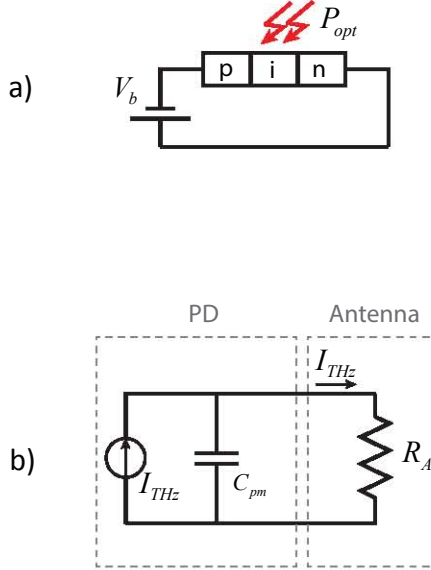 P_opt
a)
V_b
p i n
PD Antenna
I_THz
b)
I_THz
C_pm
R_A